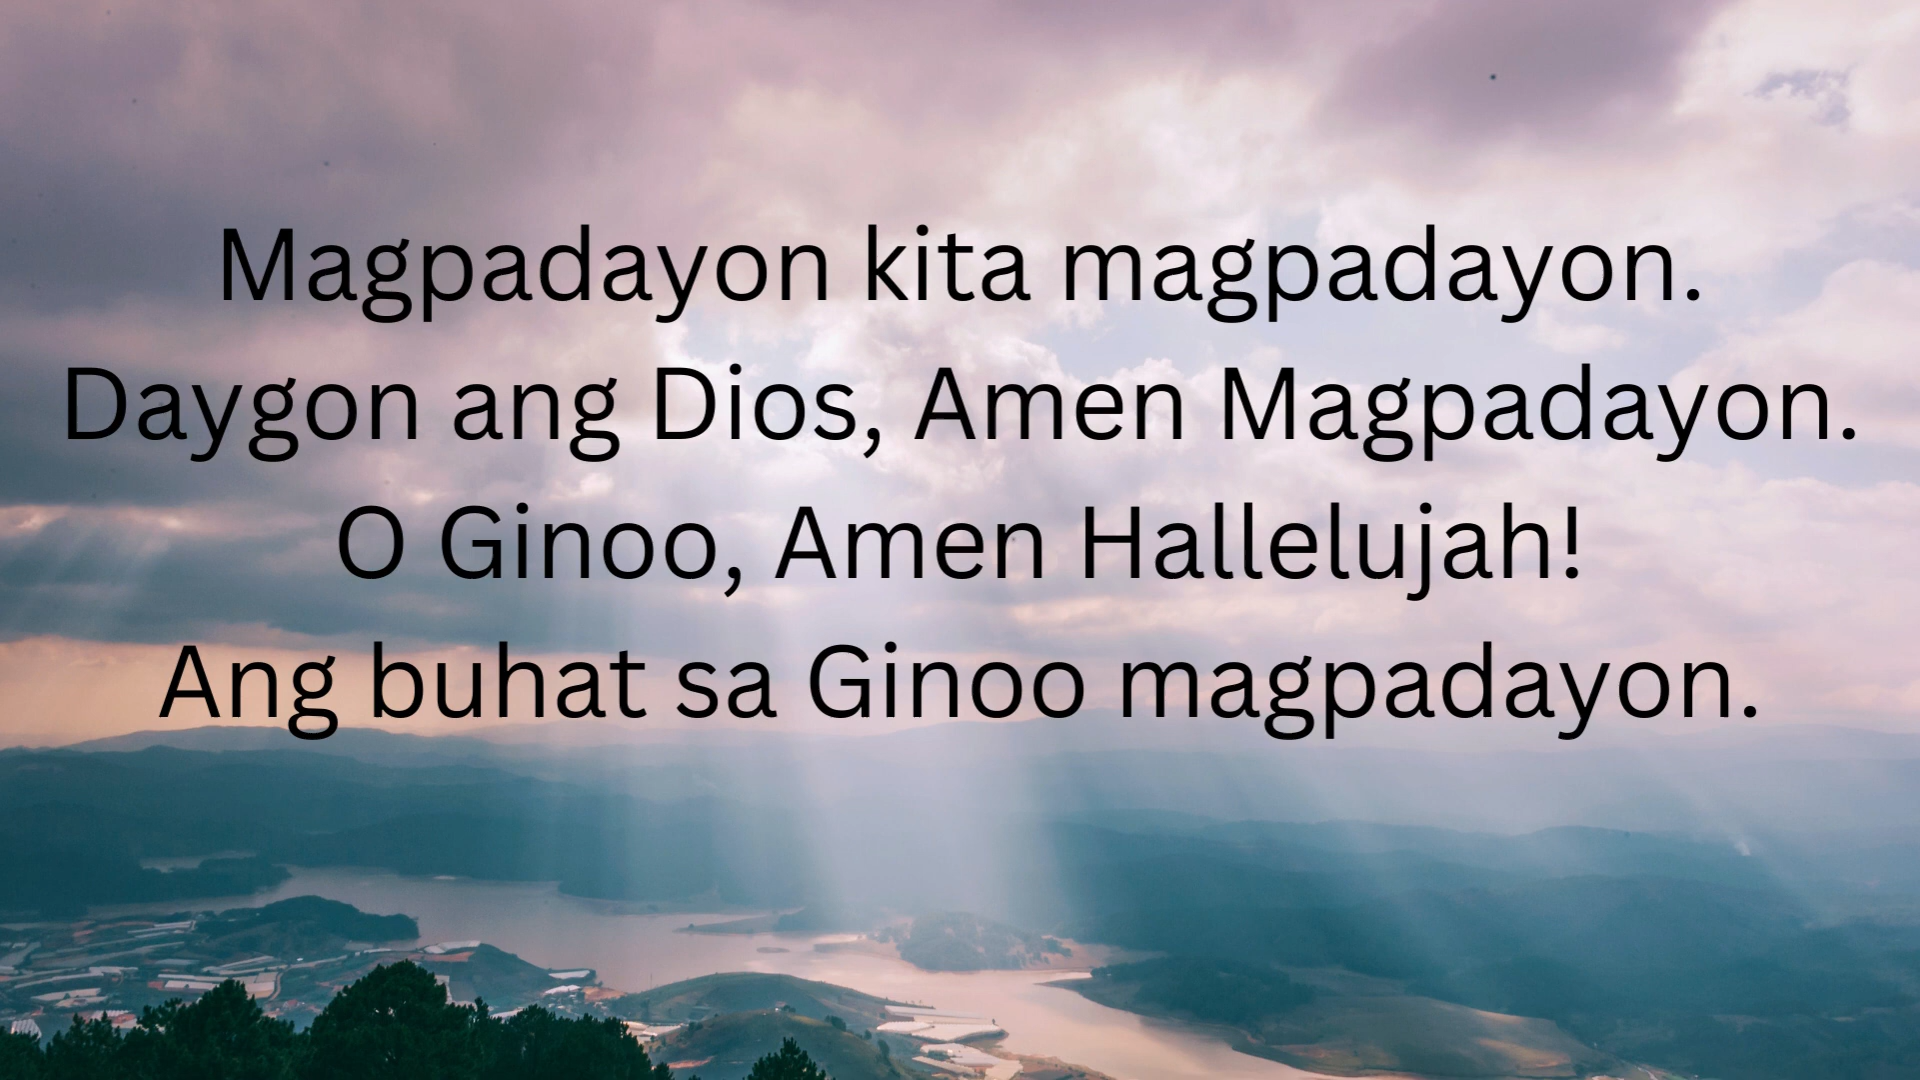 Magpadayon kita magpadayon.
Daygon ang Dios, Amen Magpadayon.
O Ginoo, Amen Hallelujah!
Ang buhat sa Ginoo magpadayon.